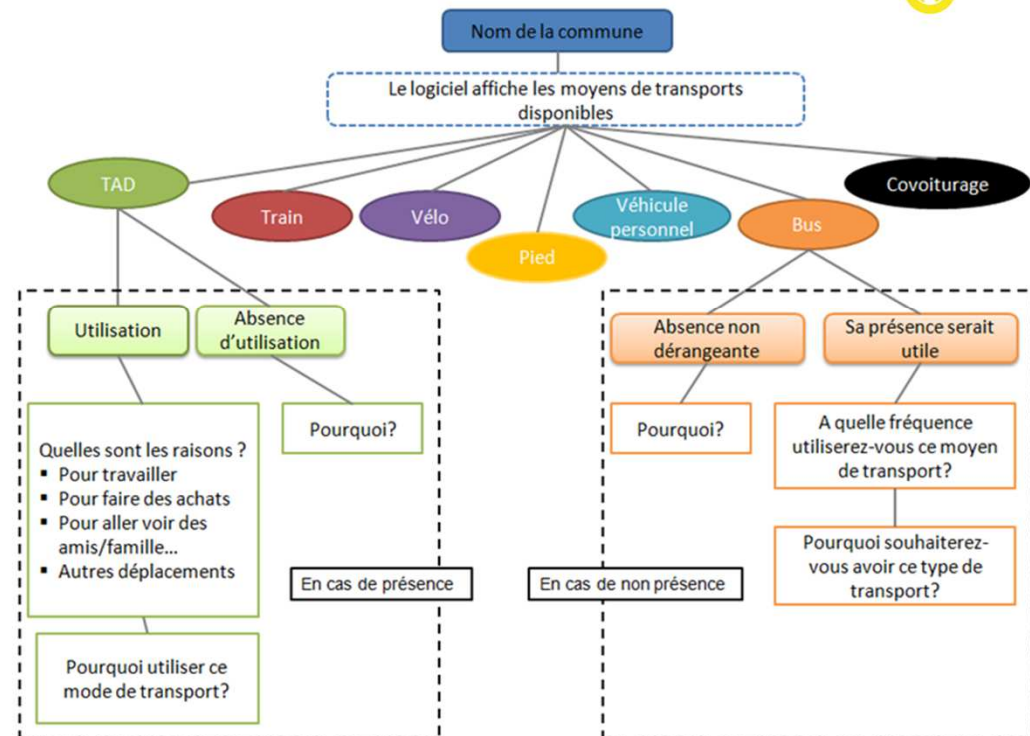 Nom de la commune
Le logiciel affiche les moyens de transports
disponibles
TAD
Train
Vélo
Pied
Véhicule
personnel
Bus
Covoiturage
Utilisation
Absence
d’utilisation
Quelles sont les raisons ?
▪ Pour travailler
▪ Pour faire des achats
▪ Pour aller voir des
amis/famille...
▪ Autres déplacements
Pourquoi?
Pourquoi utiliser ce
mode de transport?
En cas de présence
Absence non
dérangeante
Sa présence serait
utile
Pourquoi?
A quelle fréquence
utiliserez-vous ce moyen
de transport?
Pourquoi souhaiterez-
vous avoir ce type de
transport?
En cas de non présence